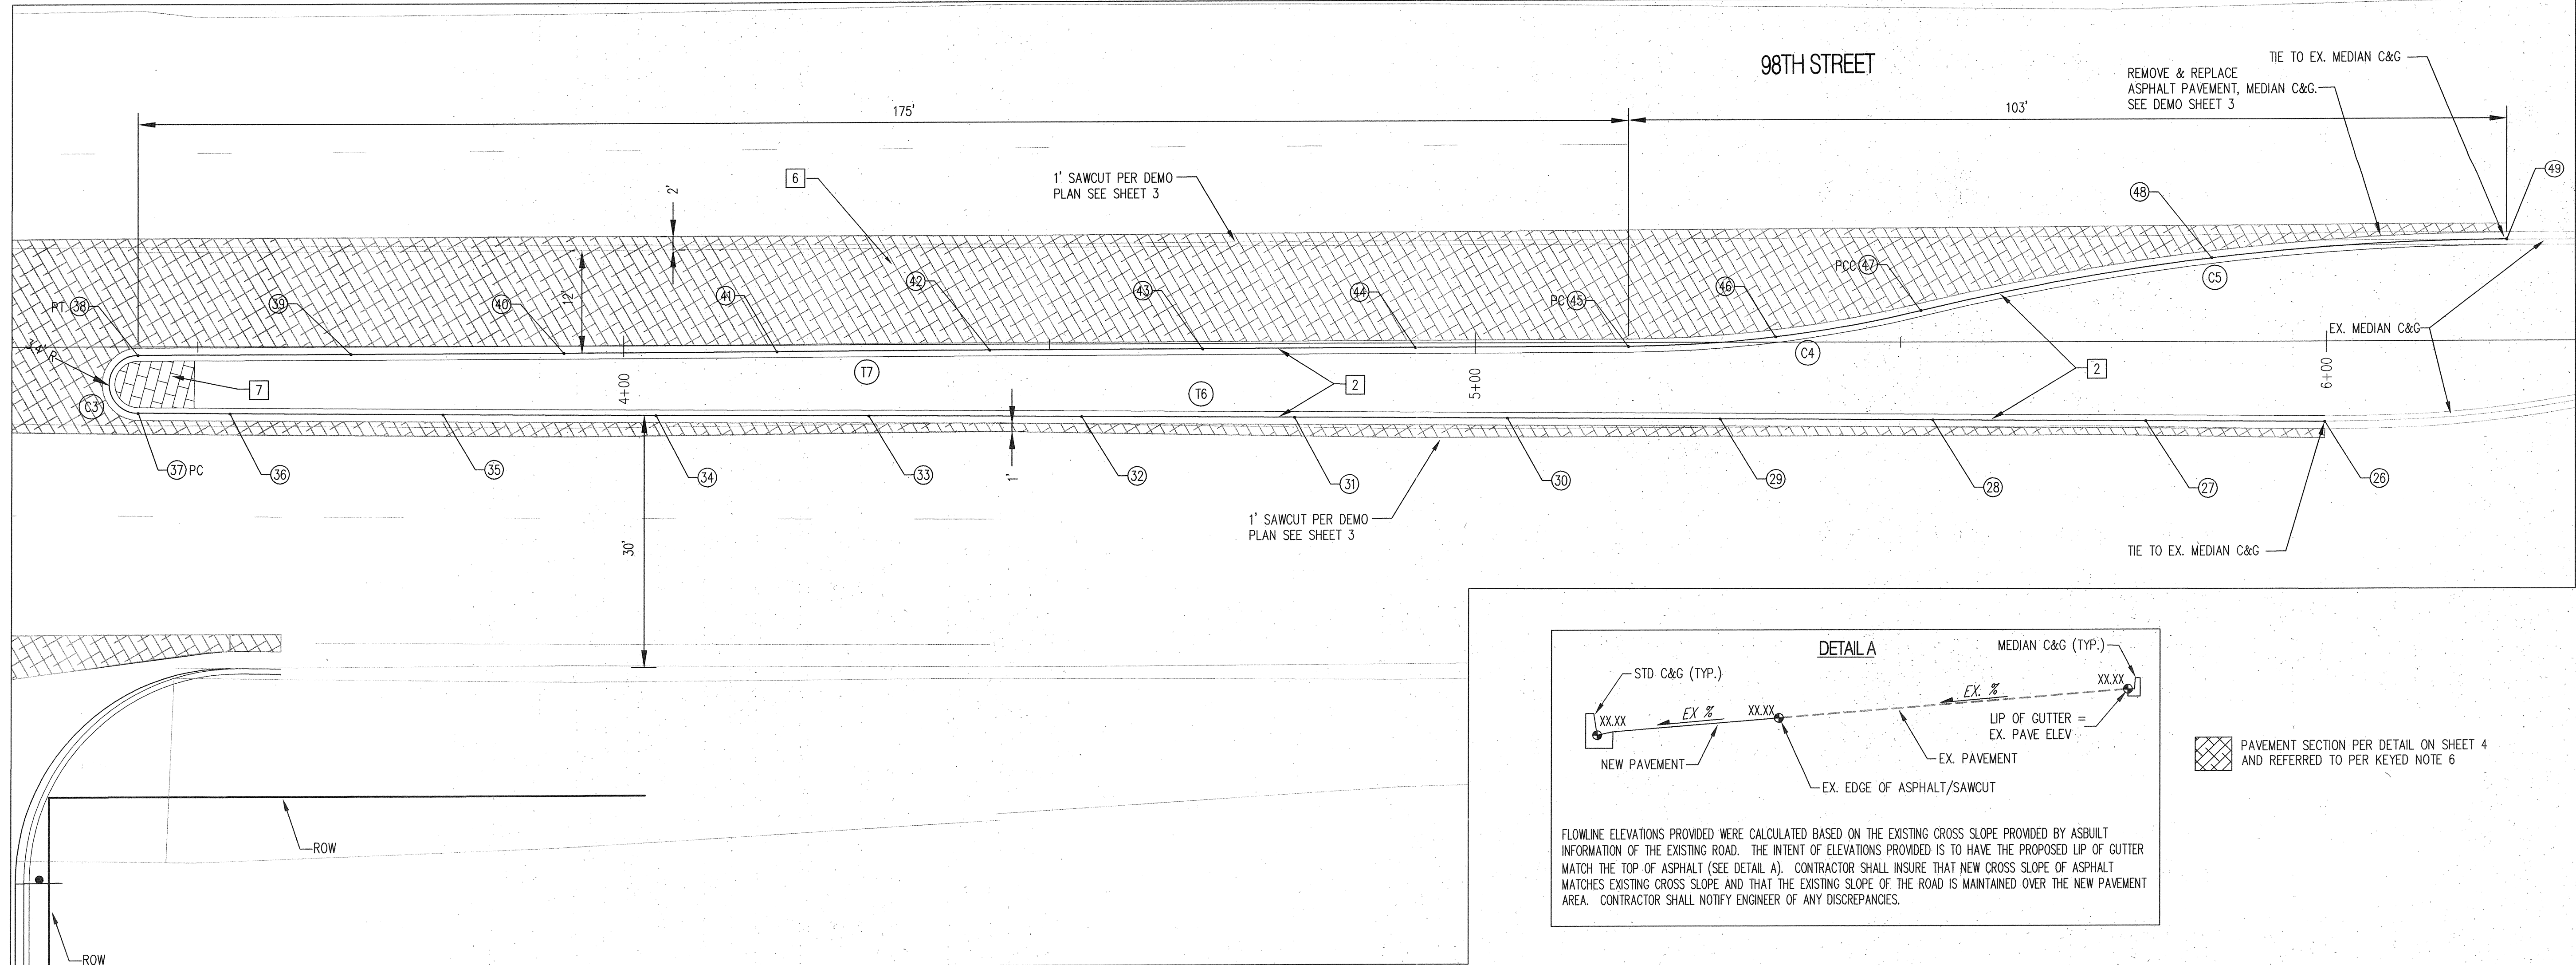 98TH STREET
TIE TO EX. MEDIAN C&G
REMOVE & REPLACE
ASPHALT PAVEMENT, MEDIAN C&G.
SEE DEMO SHEET 3
175'
103'
6
2'
1' SAWCUT PER DEMO
PLAN SEE SHEET 3
49
48
PT 38
39
40
12'
41
42
43
44
PC 45
46
PCC 47
C5
EX. MEDIAN C&G
3.4' R
C3
7
4+00
T7
T6
2
5+00
C4
2
6+00
37 PC
36
35
34
33
32
1'
31
30
29
28
27
26
30'
1' SAWCUT PER DEMO
PLAN SEE SHEET 3
TIE TO EX. MEDIAN C&G
DETAIL A
MEDIAN C&G (TYP.)
STD C&G (TYP.)
XX.XX
EX %
XX.XX
EX. %
XX.XX
LIP OF GUTTER =
EX. PAVE ELEV
NEW PAVEMENT
EX. PAVEMENT
EX. EDGE OF ASPHALT/SAWCUT
PAVEMENT SECTION PER DETAIL ON SHEET 4
AND REFERRED TO PER KEYED NOTE 6
FLOWLINE ELEVATIONS PROVIDED WERE CALCULATED BASED ON THE EXISTING CROSS SLOPE PROVIDED BY ASBUILT
INFORMATION OF THE EXISTING ROAD. THE INTENT OF ELEVATIONS PROVIDED IS TO HAVE THE PROPOSED LIP OF GUTTER
MATCH THE TOP OF ASPHALT (SEE DETAIL A). CONTRACTOR SHALL INSURE THAT NEW CROSS SLOPE OF ASPHALT
MATCHES EXISTING CROSS SLOPE AND THAT THE EXISTING SLOPE OF THE ROAD IS MAINTAINED OVER THE NEW PAVEMENT
AREA. CONTRACTOR SHALL NOTIFY ENGINEER OF ANY DISCREPANCIES.
ROW
ROW